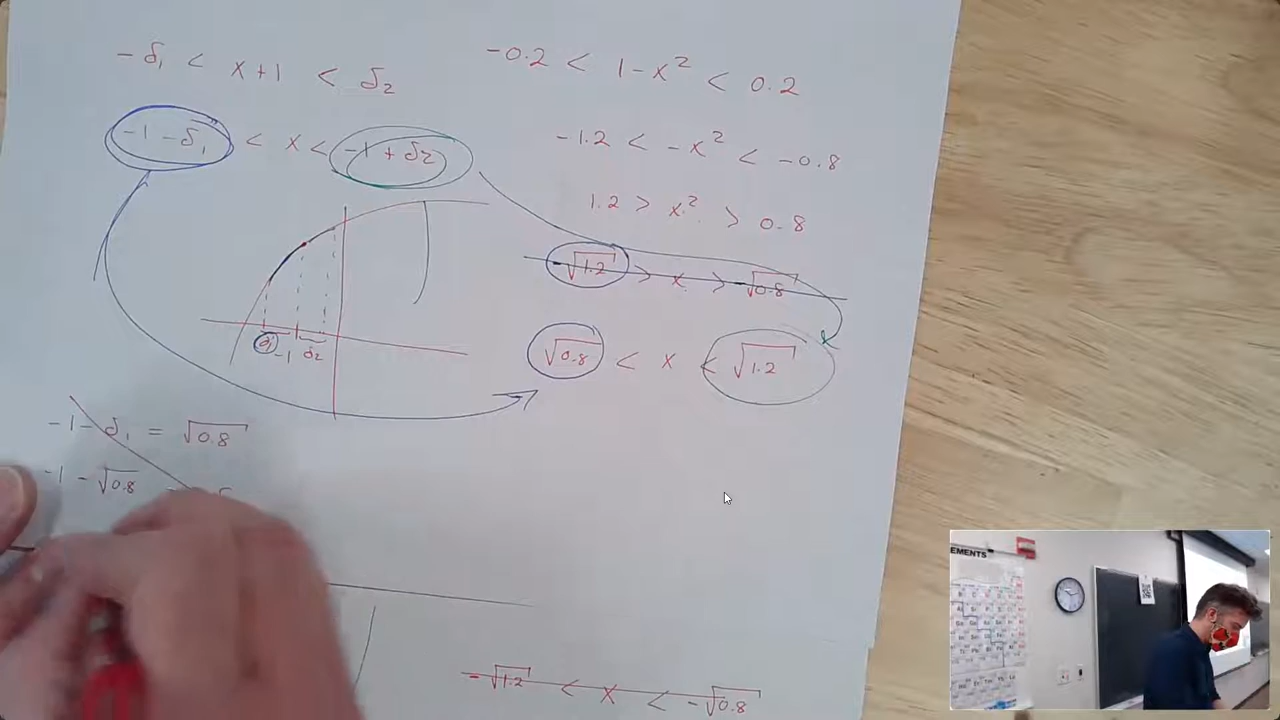 -δ₁ < x+1 < δ₂
-1-δ₁ < x < -1+δ₂
-0.2 < 1-x² < 0.2
-1.2 < -x² < -0.8
1.2 > x² > 0.8
-√1.2 > x > -√0.8
√0.8 < x < √1.2
δ₁ -1 δ₂
-1-δ₁ = √0.8
-1-√0.8
-√1.2 < x < -√0.8
EMENTS